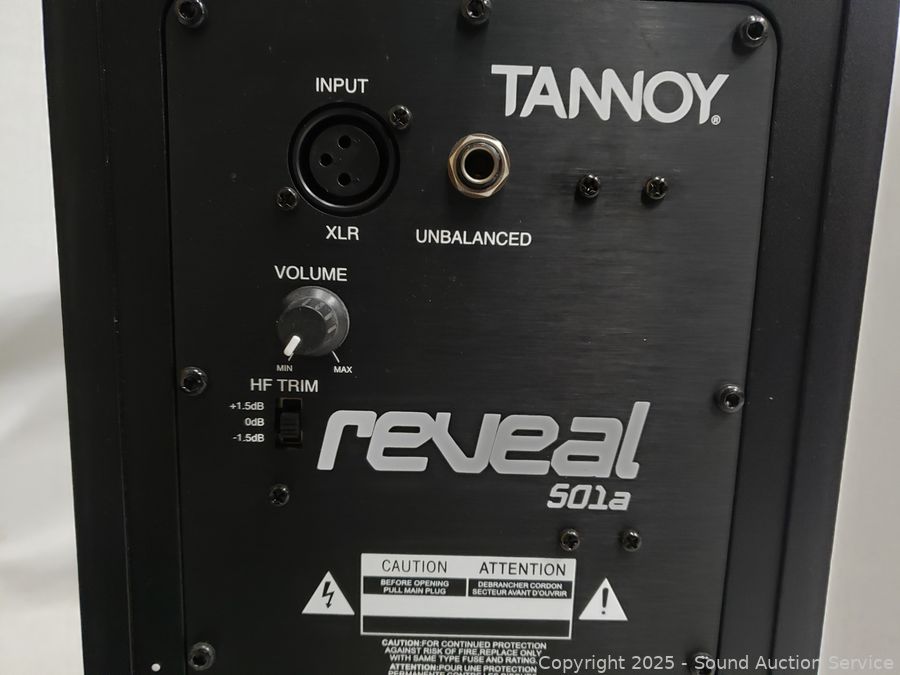 INPUT
TANNOY®
XLR
UNBALANCED
VOLUME
MIN
MAX
HF TRIM
+1.5dB
0dB
-1.5dB
reveal
501a
CAUTION
ATTENTION
BEFORE OPENING
PULL MAIN PLUG
DEBRANCHER CORDON
SECTEUR AVANT D'OUVRIR
CAUTION:FOR CONTINUED PROTECTION
AGAINST RISK OF FIRE,REPLACE ONLY
WITH SAME TYPE FUSE AND RATING.
ATTENTION:POUR UNE PROTECTION
Copyright 2025 - Sound Auction Service